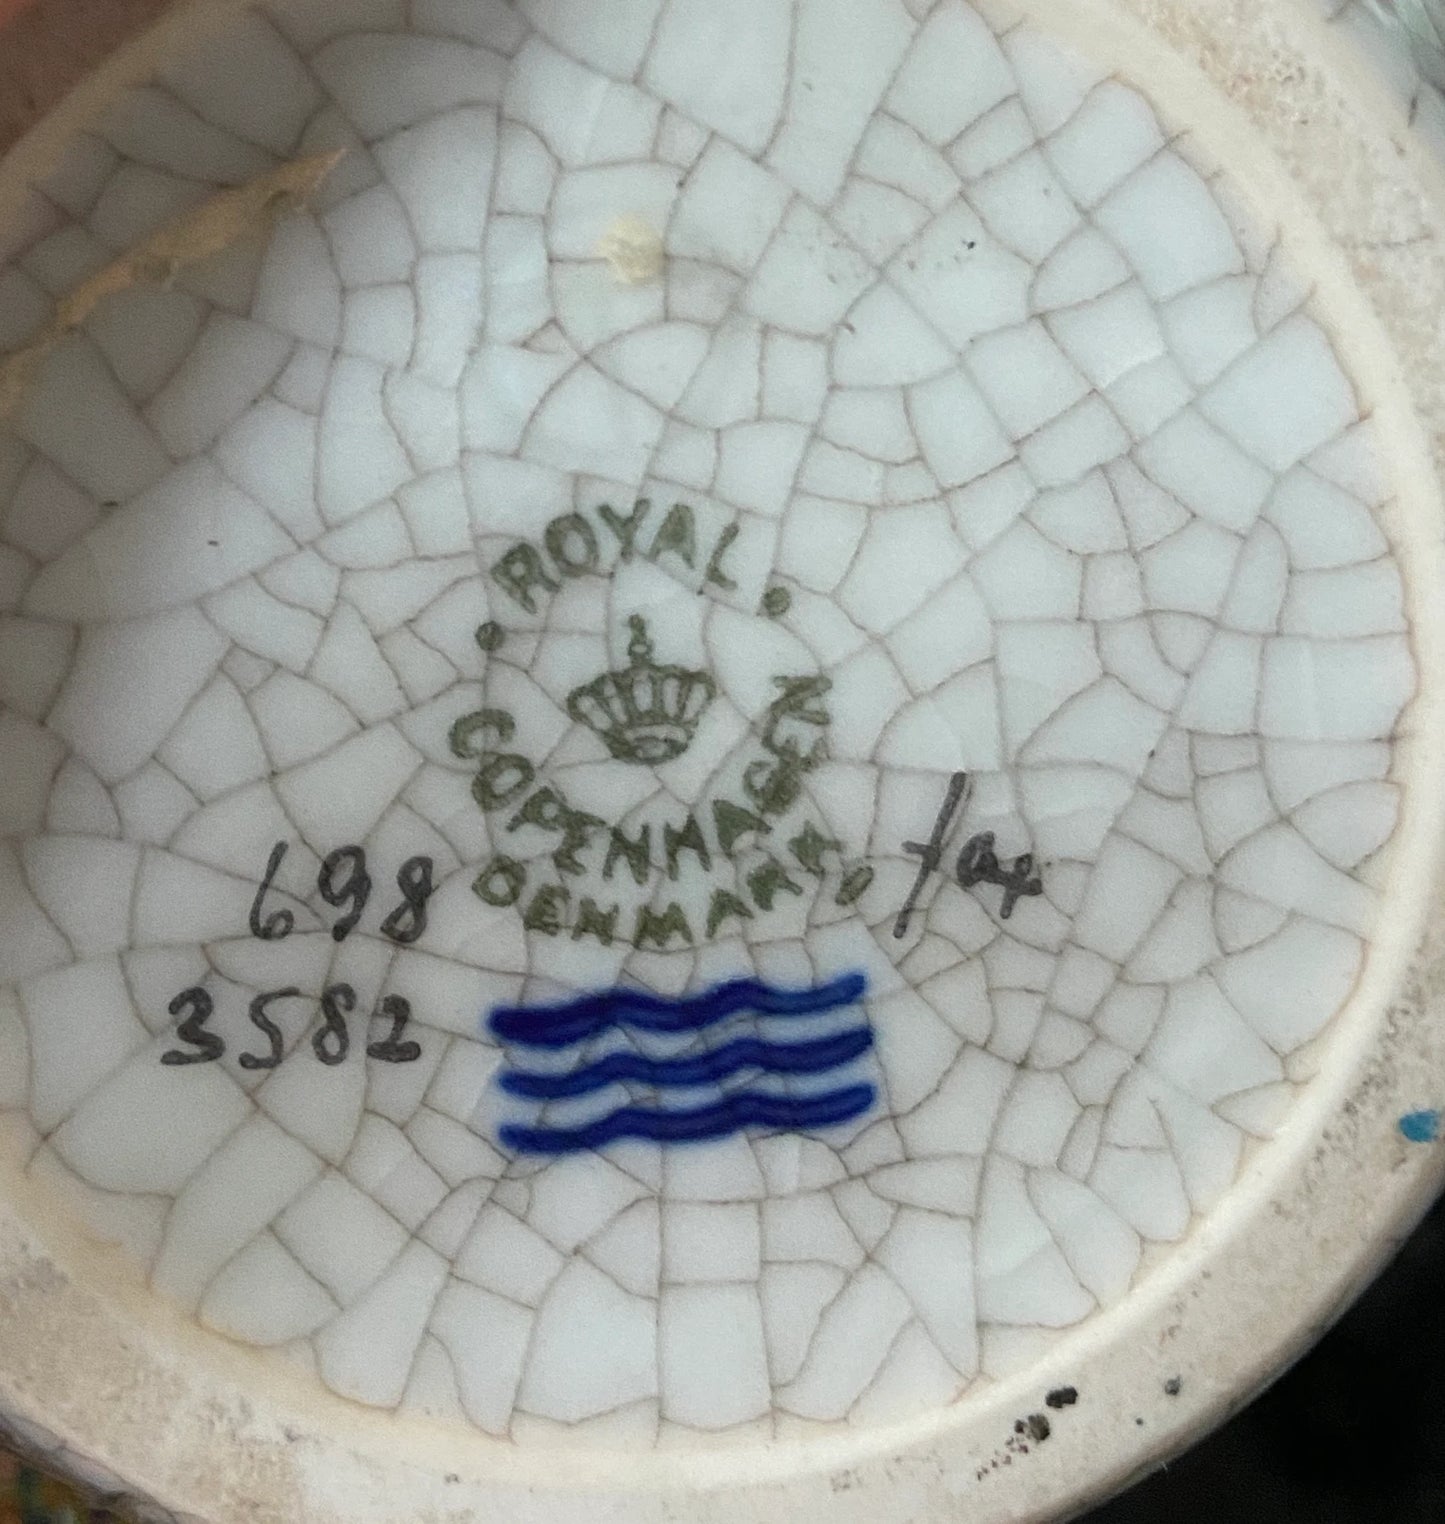 ROYAL
COPENHAGEN
DENMARK
698
3582